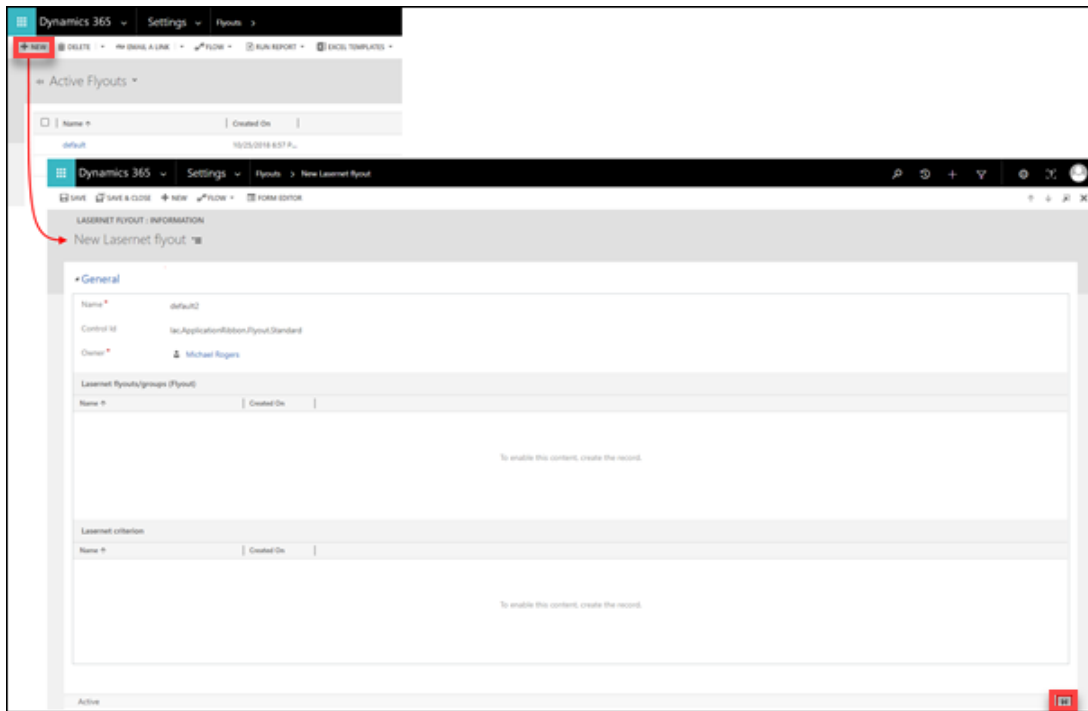 Dynamics 365 Settings Flyouts >
NEW DELETE EMAIL A LINK FLOW RUN REPORT EXCEL TEMPLATES
Active Flyouts
Name ↑ Created On
default 10/25/2018 6:57 P...
Dynamics 365 Settings Flyouts > New Lasernet flyout
SAVE SAVE & CLOSE + NEW FLOW FORM EDITOR
LASERNET FLYOUT : INFORMATION
New Lasernet flyout
General
Name * default2
Control Id lac.ApplicationRibbon.Flyout.Standard
Owner * Michael Rogers
Lasernet flyouts/groups (Flyout)
Name ↑ Created On
To enable this content, create the record.
Lasernet criterion
Name ↑ Created On
To enable this content, create the record.
Active